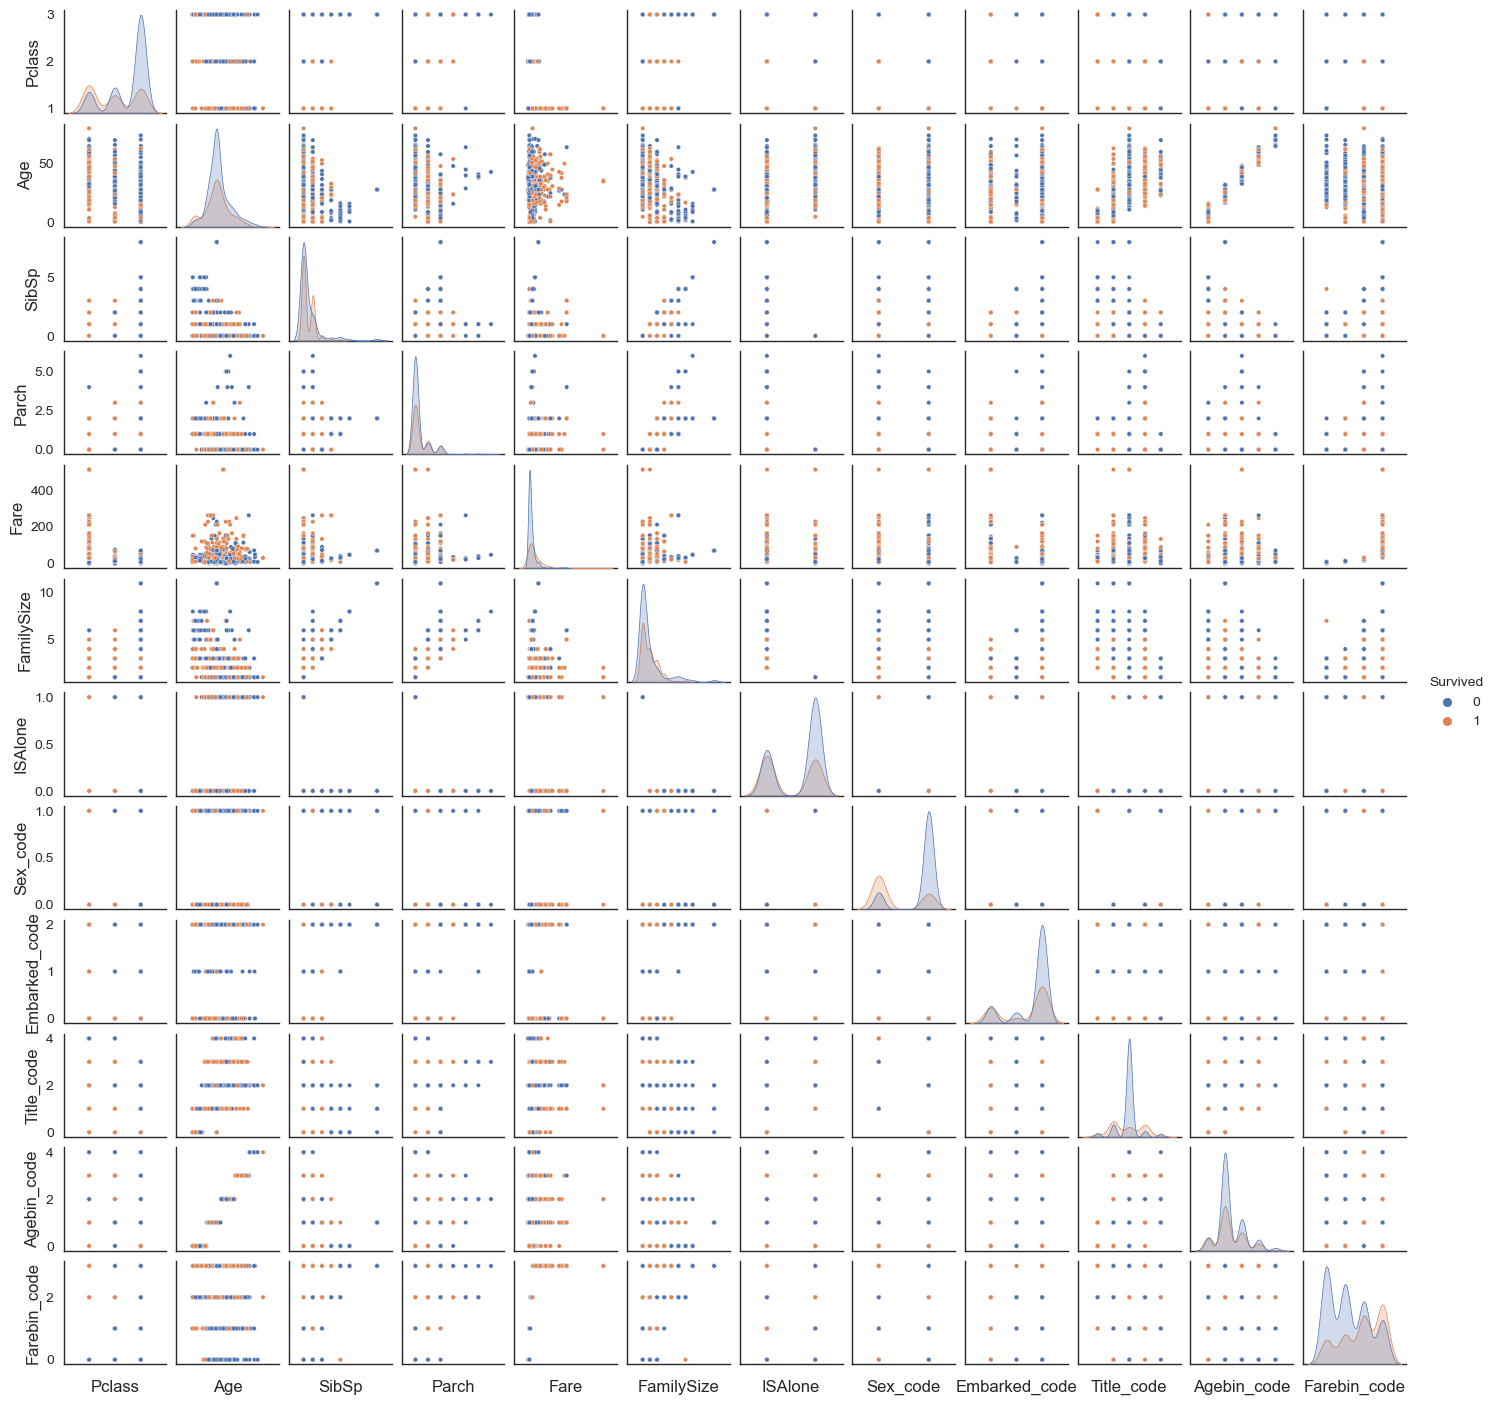 3
2
1
Pclass
50
0
Age
5
0
SibSp
5.0
2.5
0.0
Parch
400
200
0
Fare
10
5
FamilySize
1.0
0.5
0.0
ISAlone
1.0
0.5
0.0
Sex_code
2
1
0
Embarked_code
4
2
0
Title_code
4
2
0
Agebin_code
2
0
Farebin_code
Pclass Age SibSp Parch Fare FamilySize ISAlone Sex_code Embarked_code Title_code Agebin_code Farebin_code
Survived
0
1